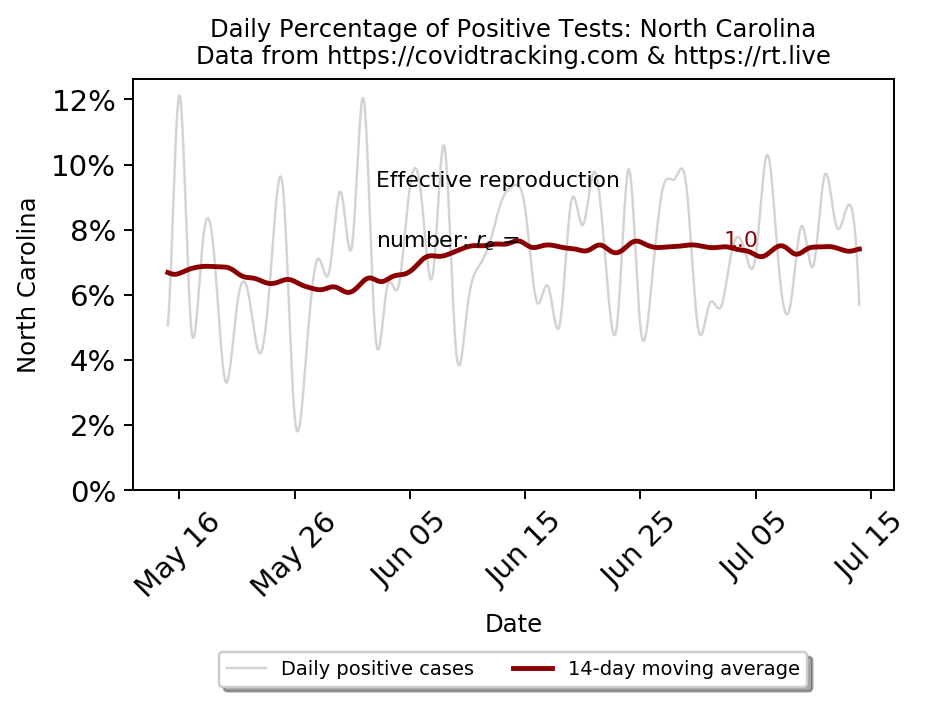 Daily Percentage of Positive Tests: North Carolina
Data from https://covidtracking.com & https://rt.live
12%
10%
8%
6%
4%
2%
0%
North Carolina
Effective reproduction
number: rₑ =
1.0
May 16
May 26
Jun 05
Jun 15
Jun 25
Jul 05
Jul 15
Date
Daily positive cases
14-day moving average